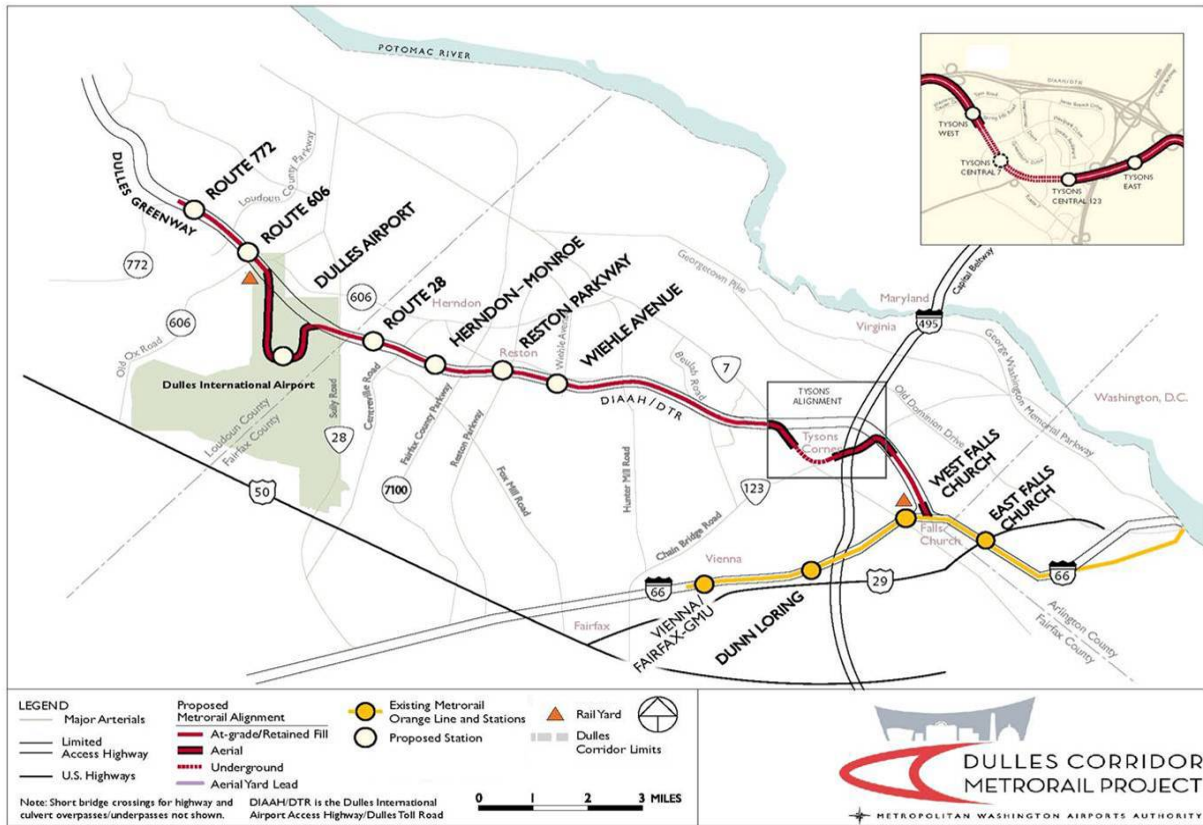 POTOMAC RIVER
DIAAH/DTR
TYSONS
WEST
TYSONS
CENTRAL 7
TYSONS
CENTRAL 123
TYSONS
EAST
Route 7
DULLES GREENWAY
ROUTE 772
Loudoun
County Parkway
ROUTE 606
772
606
Old Ox Road
DULLES AIRPORT
606
Dulles International Airport
Loudoun County
Fairfax County
Sully Road
28
50
ROUTE 28
Herndon
HERNDON-MONROE
Centreville Road
Fairfax County Parkway
7100
RESTON PARKWAY
Reston
Reston Parkway
Fox Mill Road
WIEHLE AVENUE
Wiehle Avenue
Georgetown Pike
Beulah Road
7
DIAAH/DTR
Hunter Mill Road
123
Chain Bridge Road
TYSONS
ALIGNMENT
Tysons
Corner
Capital Beltway
495
Maryland
Virginia
George Washington Memorial Parkway
Washington, D.C.
Old Dominion Drive
WEST FALLS
CHURCH
Falls
Church
EAST FALLS
CHURCH
66
Arlington County
Fairfax County
29
Vienna
66
Fairfax
VIENNA/
FAIRFAX-GMU
DUNN LORING
LEGEND
Major Arterials
Limited
Access Highway
U.S. Highways
Proposed
Metrorail Alignment
At-grade/Retained Fill
Aerial
Underground
Aerial Yard Lead
Existing Metrorail
Orange Line and Stations
Proposed Station
Rail Yard
Dulles
Corridor Limits
Note: Short bridge crossings for highway and
culvert overpasses/underpasses not shown.
DIAAH/DTR is the Dulles International
Airport Access Highway/Dulles Toll Road
0 1 2 3 MILES
DULLES CORRIDOR
METRORAIL PROJECT
METROPOLITAN WASHINGTON AIRPORTS AUTHORITY